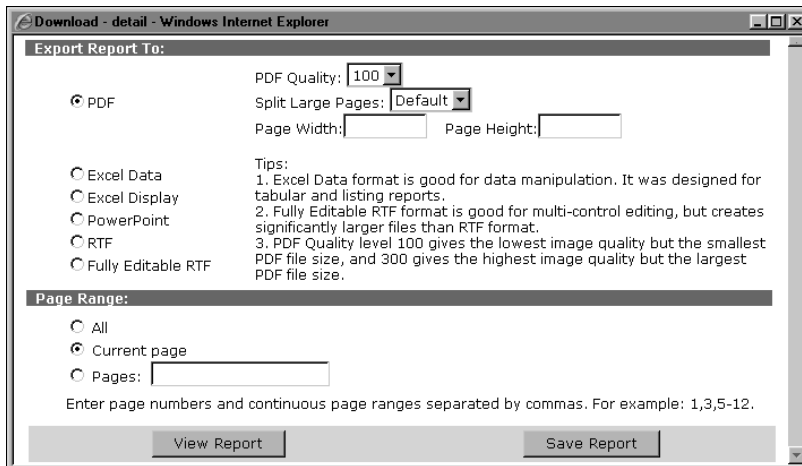 Download - detail - Windows Internet Explorer
Export Report To:
PDF Quality: 100
PDF
Split Large Pages: Default
Page Width: Page Height:
Excel Data
Excel Display
PowerPoint
RTF
Fully Editable RTF
Tips:
1. Excel Data format is good for data manipulation. It was designed for
tabular and listing reports.
2. Fully Editable RTF format is good for multi-control editing, but creates
significantly larger files than RTF format.
3. PDF Quality level 100 gives the lowest image quality but the smallest
PDF file size, and 300 gives the highest image quality but the largest
PDF file size.
Page Range:
All
Current page
Pages:
Enter page numbers and continuous page ranges separated by commas. For example: 1,3,5-12.
View Report Save Report